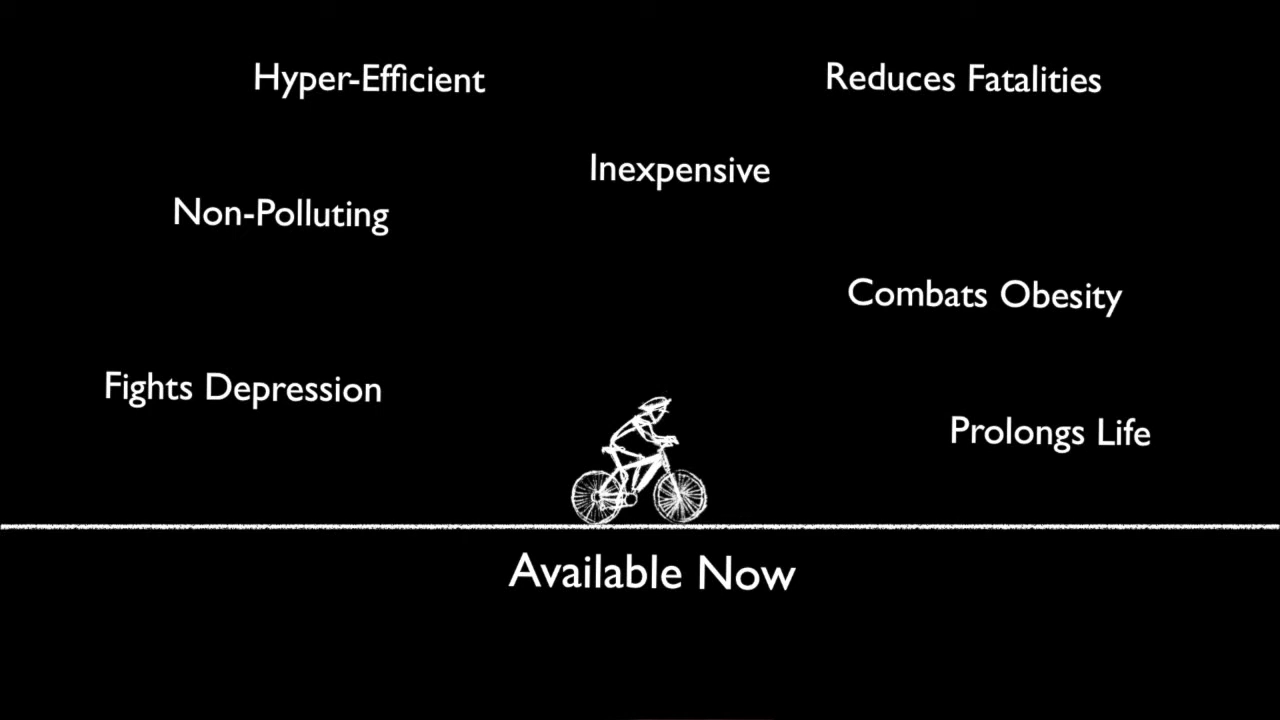 Hyper-Efficient
Reduces Fatalities
Inexpensive
Non-Polluting
Combats Obesity
Fights Depression
Prolongs Life
Available Now